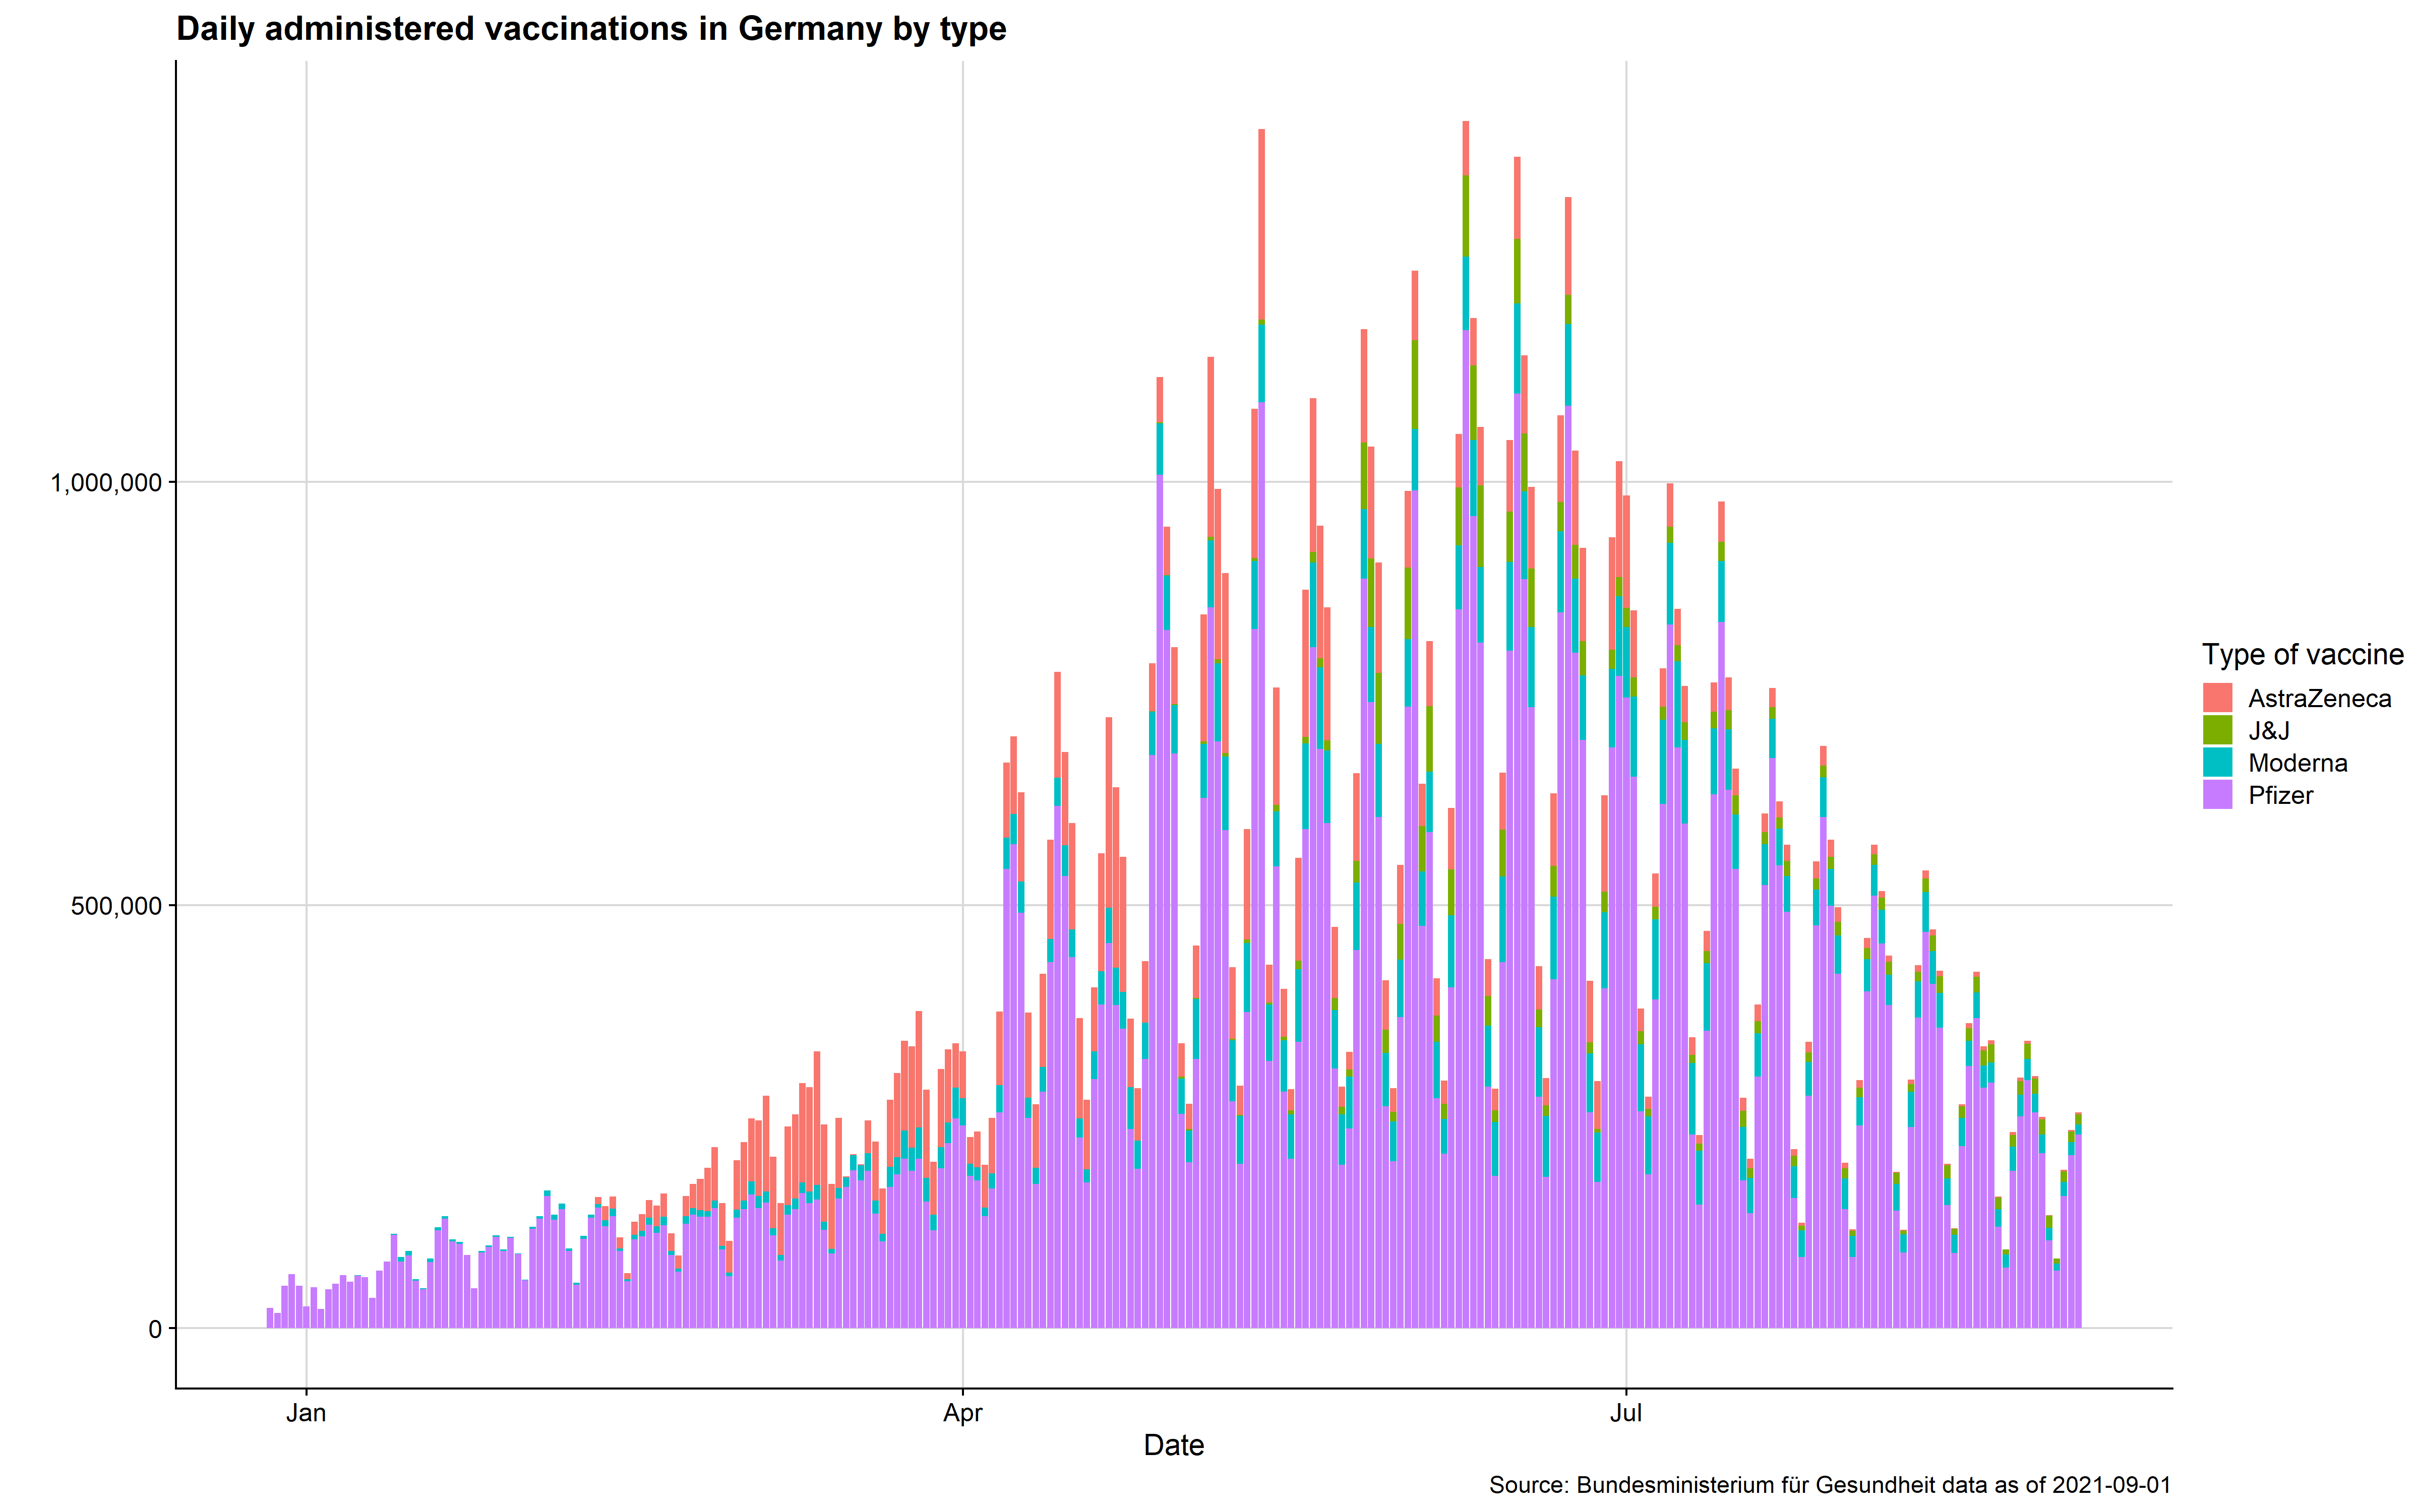 Daily administered vaccinations in Germany by type
1,000,000
500,000
0
Jan
Apr
Jul
Date
Type of vaccine
AstraZeneca
J&J
Moderna
Pfizer
Source: Bundesministerium für Gesundheit data as of 2021-09-01